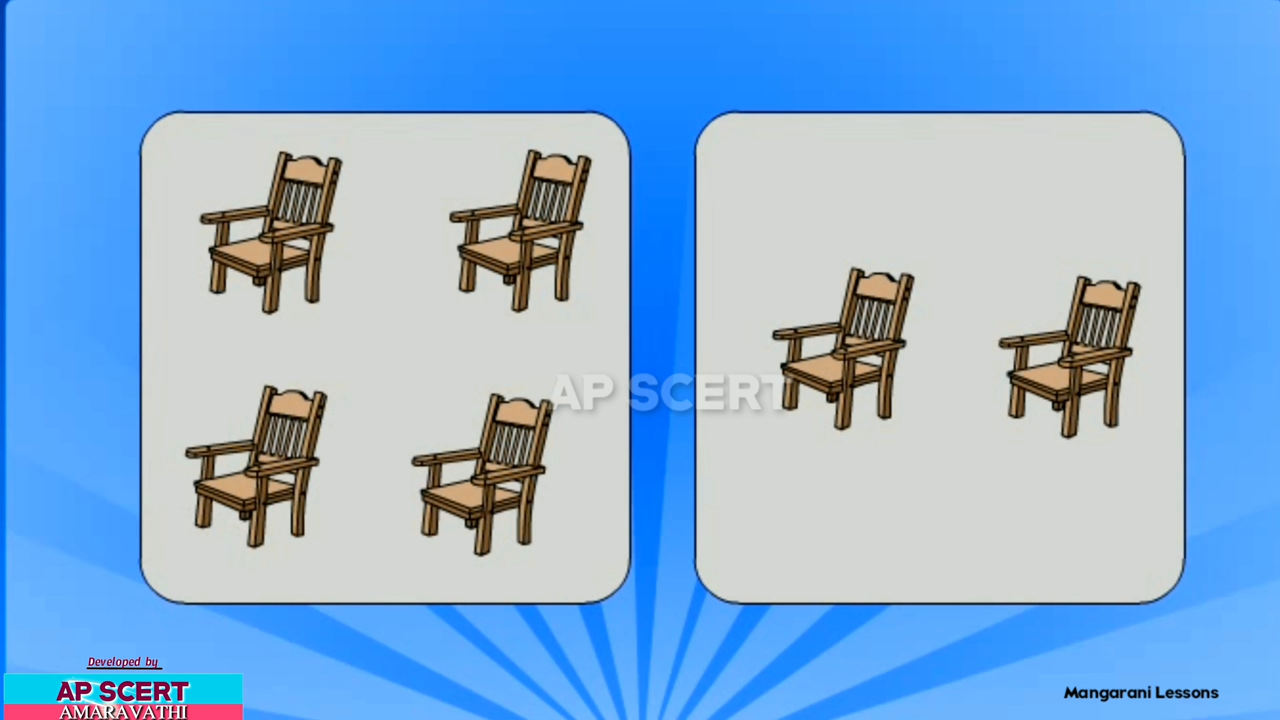 AP SCERT
Developed by
AP SCERT
AMARAVATHI
Mangarani Lessons